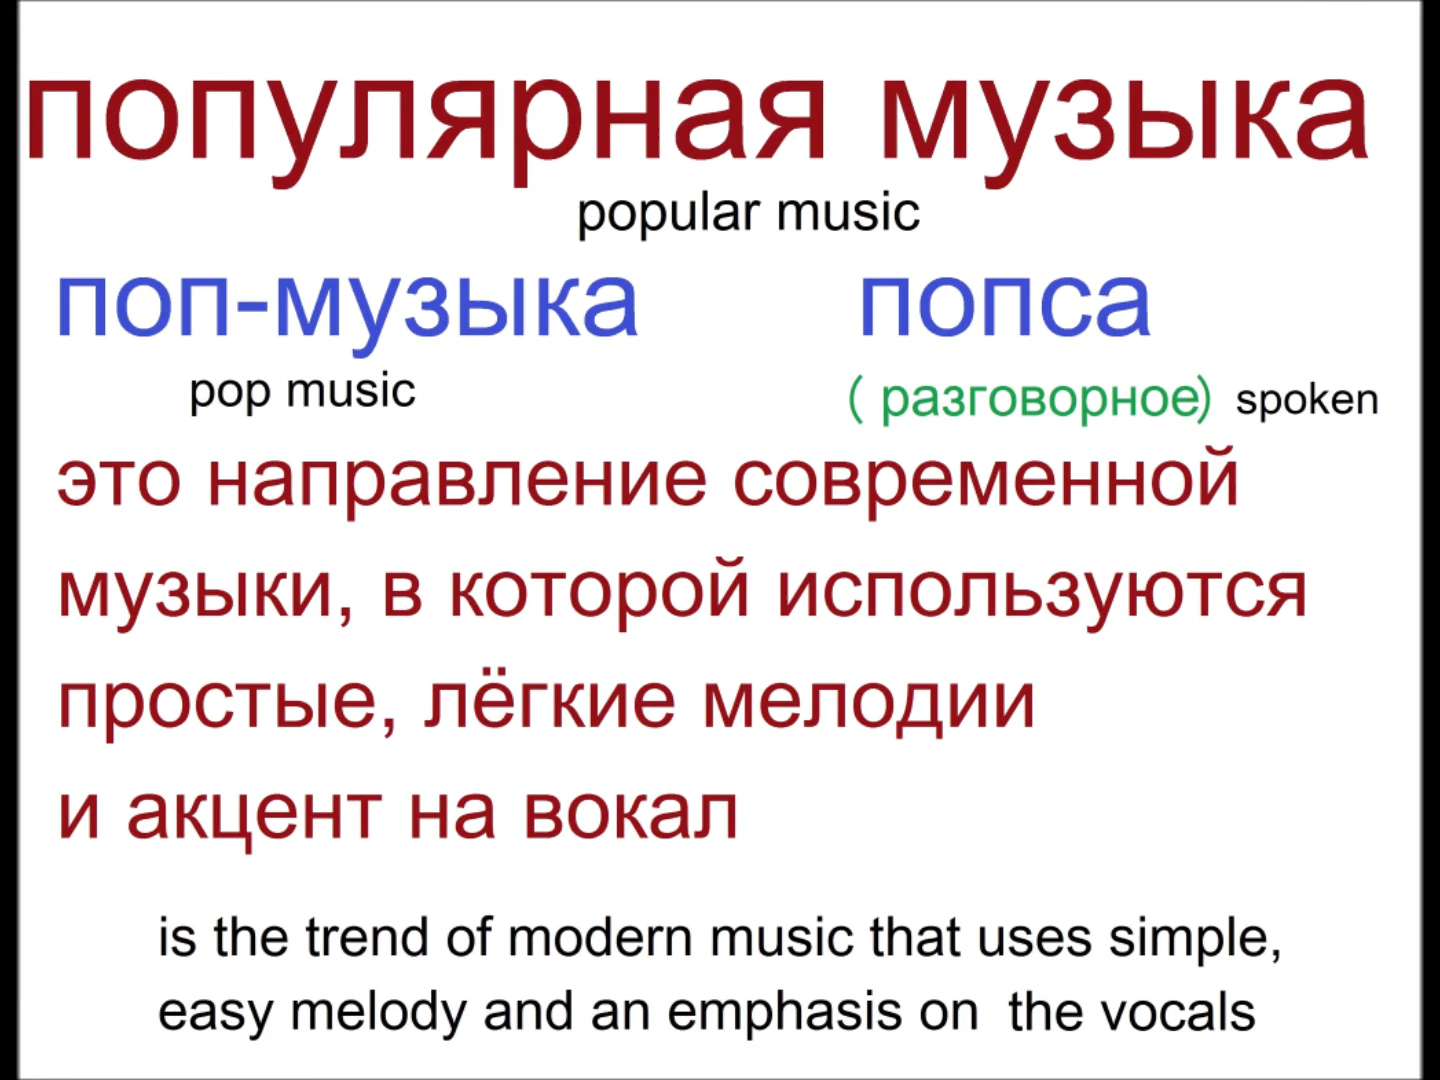 популярная музыка
popular music
поп-музыка попса
pop music ( разговорное) spoken
это направление современной
музыки, в которой используются
простые, лёгкие мелодии
и акцент на вокал
is the trend of modern music that uses simple,
easy melody and an emphasis on the vocals